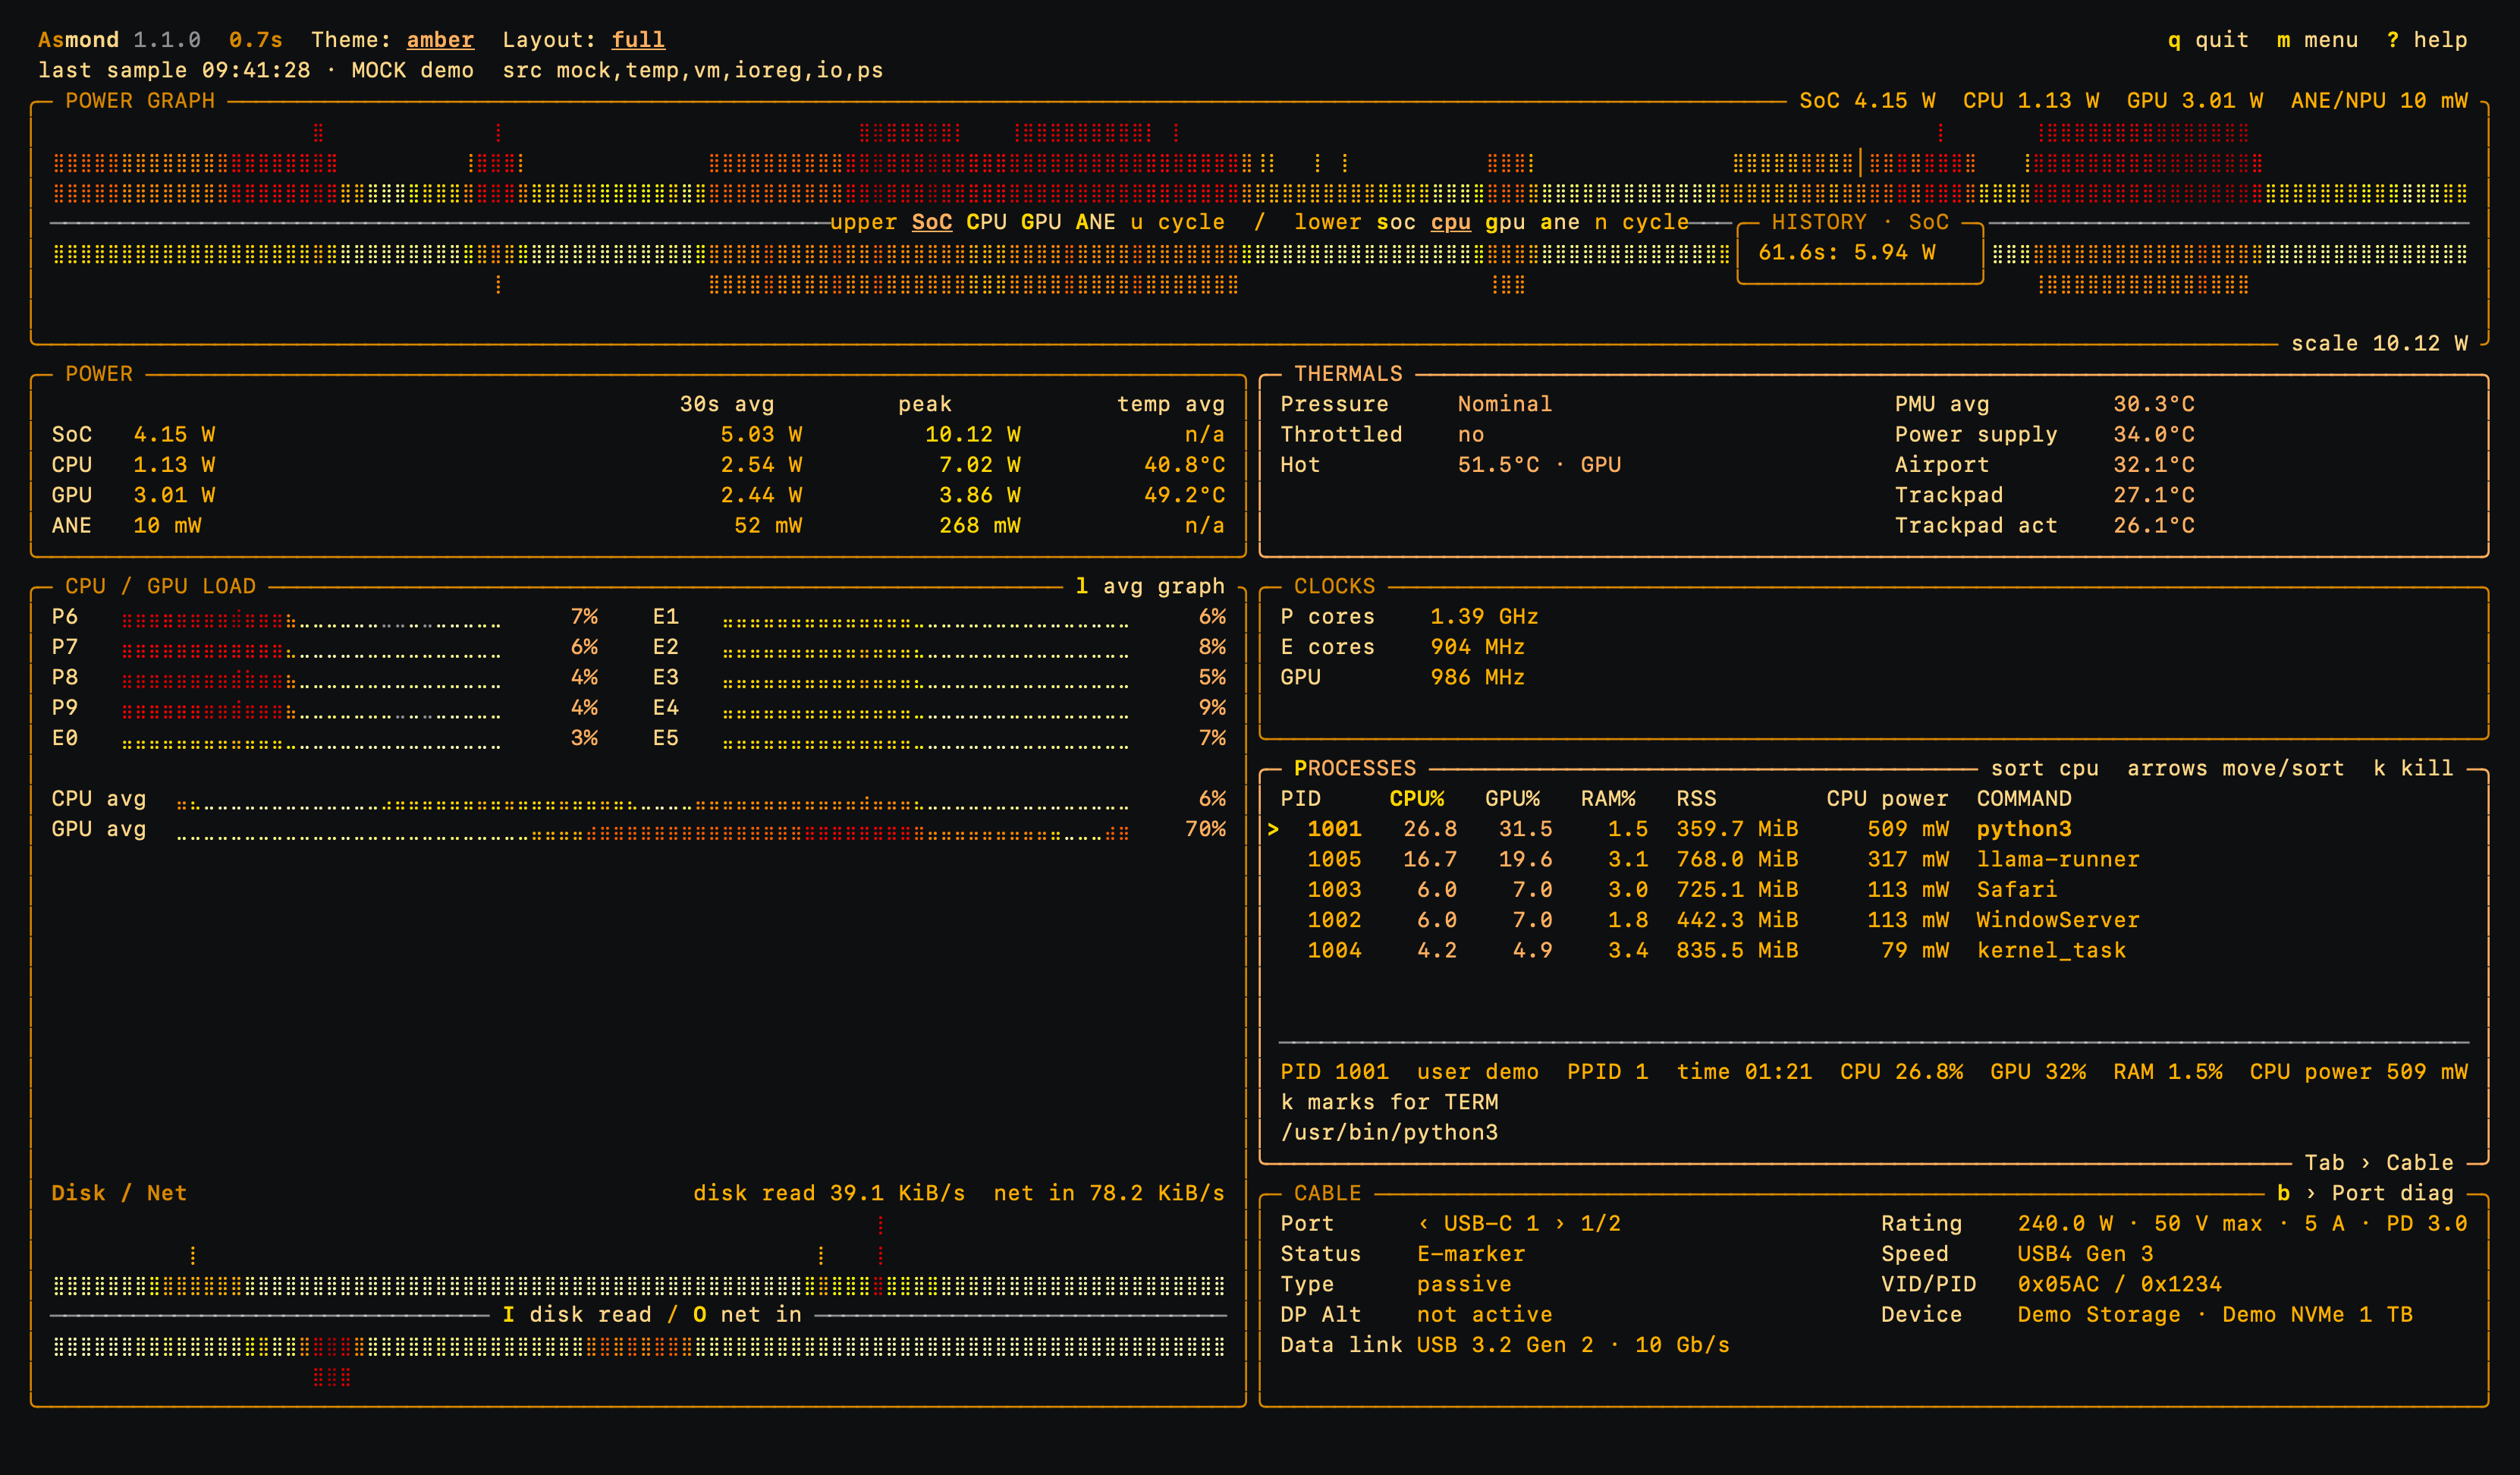 Asmond 1.1.0  0.7s  Theme: amber  Layout: full  q quit  m menu  ? help
last sample 09:41:28 · MOCK demo  src mock,temp,vm,ioreg,io,ps
POWER GRAPH  SoC 4.15 W  CPU 1.13 W  GPU 3.01 W  ANE/NPU 10 mW
upper SoC CPU GPU ANE u cycle  /  lower soc cpu gpu ane n cycle  HISTORY · SoC
61.6s: 5.94 W
scale 10.12 W
POWER
30s avg  peak  temp avg
SoC  4.15 W  5.03 W  10.12 W  n/a
CPU  1.13 W  2.54 W  7.02 W  40.8°C
GPU  3.01 W  2.44 W  3.86 W  49.2°C
ANE  10 mW  52 mW  268 mW  n/a
THERMALS
Pressure  Nominal  PMU avg  30.3°C
Throttled  no  Power supply  34.0°C
Hot  51.5°C · GPU  Airport  32.1°C
Trackpad  27.1°C
Trackpad act  26.1°C
CPU / GPU LOAD  l avg graph
P6  7%  E1  6%
P7  6%  E2  8%
P8  4%  E3  5%
P9  4%  E4  9%
E0  3%  E5  7%
CPU avg  6%
GPU avg  70%
Disk / Net  disk read 39.1 KiB/s  net in 78.2 KiB/s
I disk read / O net in
CLOCKS
P cores  1.39 GHz
E cores  904 MHz
GPU  986 MHz
PROCESSES  sort cpu  arrows move/sort  k kill
PID  CPU%  GPU%  RAM%  RSS  CPU power  COMMAND
> 1001  26.8  31.5  1.5  359.7 MiB  509 mW  python3
1005  16.7  19.6  3.1  768.0 MiB  317 mW  llama-runner
1003  6.0  7.0  3.0  725.1 MiB  113 mW  Safari
1002  6.0  7.0  1.8  442.3 MiB  113 mW  WindowServer
1004  4.2  4.9  3.4  835.5 MiB  79 mW  kernel_task
PID 1001  user demo  PPID 1  time 01:21  CPU 26.8%  GPU 32%  RAM 1.5%  CPU power 509 mW
k marks for TERM
/usr/bin/python3
Tab › Cable
CABLE  b › Port diag
Port  ‹ USB-C 1 › 1/2  Rating  240.0 W · 50 V max · 5 A · PD 3.0
Status  E-marker  Speed  USB4 Gen 3
Type  passive  VID/PID  0x05AC / 0x1234
DP Alt  not active  Device  Demo Storage · Demo NVMe 1 TB
Data link USB 3.2 Gen 2 · 10 Gb/s